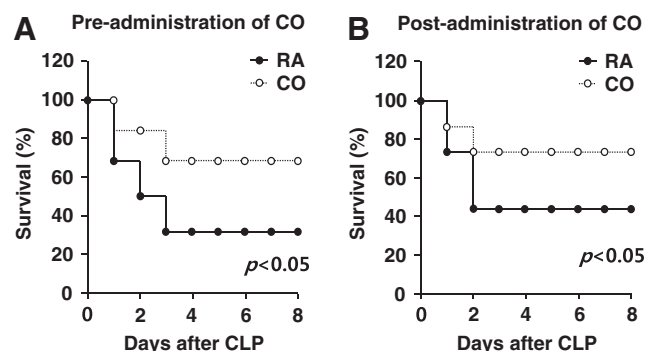 A Pre-administration of CO
120
100
80
60
40
20
0
Survival (%)
RA
CO
p<0.05
0 2 4 6 8
Days after CLP
B Post-administration of CO
120
100
80
60
40
20
0
Survival (%)
RA
CO
p<0.05
0 2 4 6 8
Days after CLP